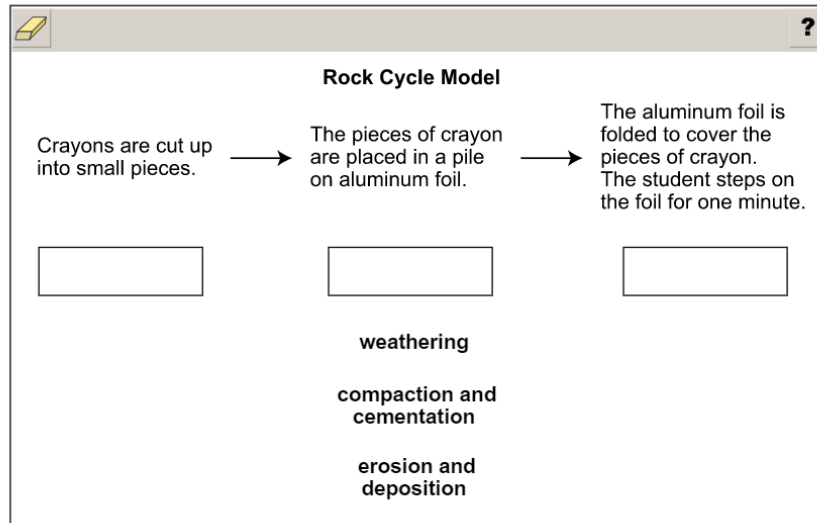 ?
Rock Cycle Model
Crayons are cut up
into small pieces.
The pieces of crayon
are placed in a pile
on aluminum foil.
The aluminum foil is
folded to cover the
pieces of crayon.
The student steps on
the foil for one minute.
weathering
compaction and
cementation
erosion and
deposition